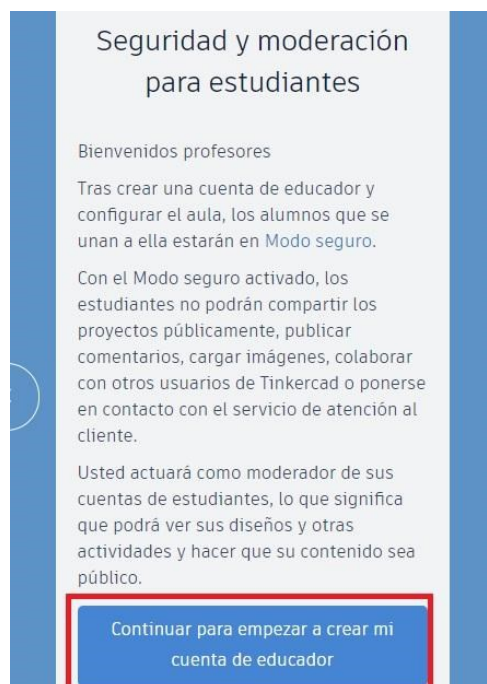 Seguridad y moderación
para estudiantes
Bienvenidos profesores
Tras crear una cuenta de educador y
configurar el aula, los alumnos que se
unan a ella estarán en Modo seguro.
Con el Modo seguro activado, los
estudiantes no podrán compartir los
proyectos públicamente, publicar
comentarios, cargar imágenes, colaborar
con otros usuarios de Tinkercad o ponerse
en contacto con el servicio de atención al
cliente.
Usted actuará como moderador de sus
cuentas de estudiantes, lo que significa
que podrá ver sus diseños y otras
actividades y hacer que su contenido sea
público.
Continuar para empezar a crear mi
cuenta de educador